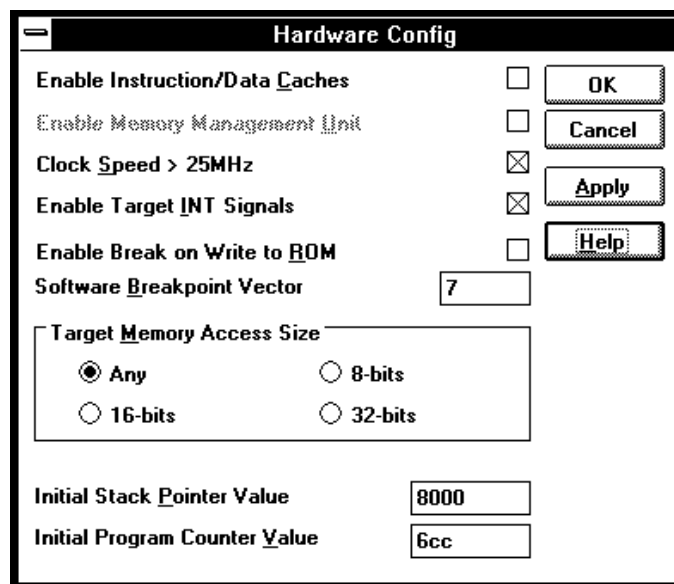 Hardware Config
Enable Instruction/Data Caches
OK
Enable Memory Management Unit
Cancel
Clock Speed > 25MHz
Apply
Enable Target INT Signals
Help
Enable Break on Write to ROM
Software Breakpoint Vector 7
Target Memory Access Size
Any 8-bits
16-bits 32-bits
Initial Stack Pointer Value 8000
Initial Program Counter Value 6cc